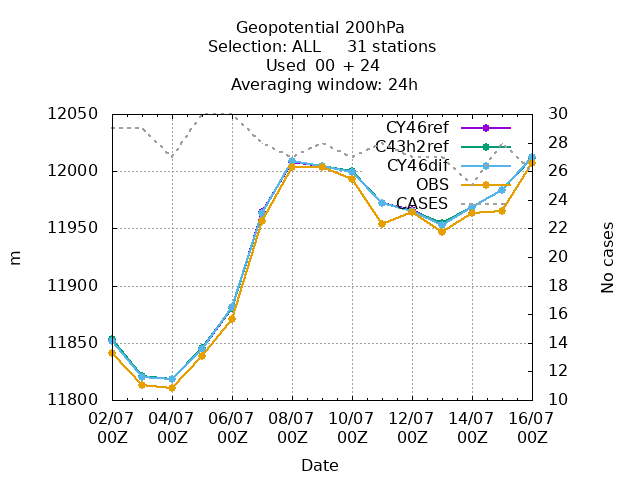 Geopotential 200hPa
Selection: ALL     31 stations
Used  00  + 24
Averaging window: 24h
12050
12000
11950
11900
11850
11800
m
30
28
26
24
22
20
18
16
14
12
10
No cases
CY46ref
C43h2ref
CY46dif
OBS
CASES
02/07 04/07 06/07 08/07 10/07 12/07 14/07 16/07
00Z 00Z 00Z 00Z 00Z 00Z 00Z 00Z
Date